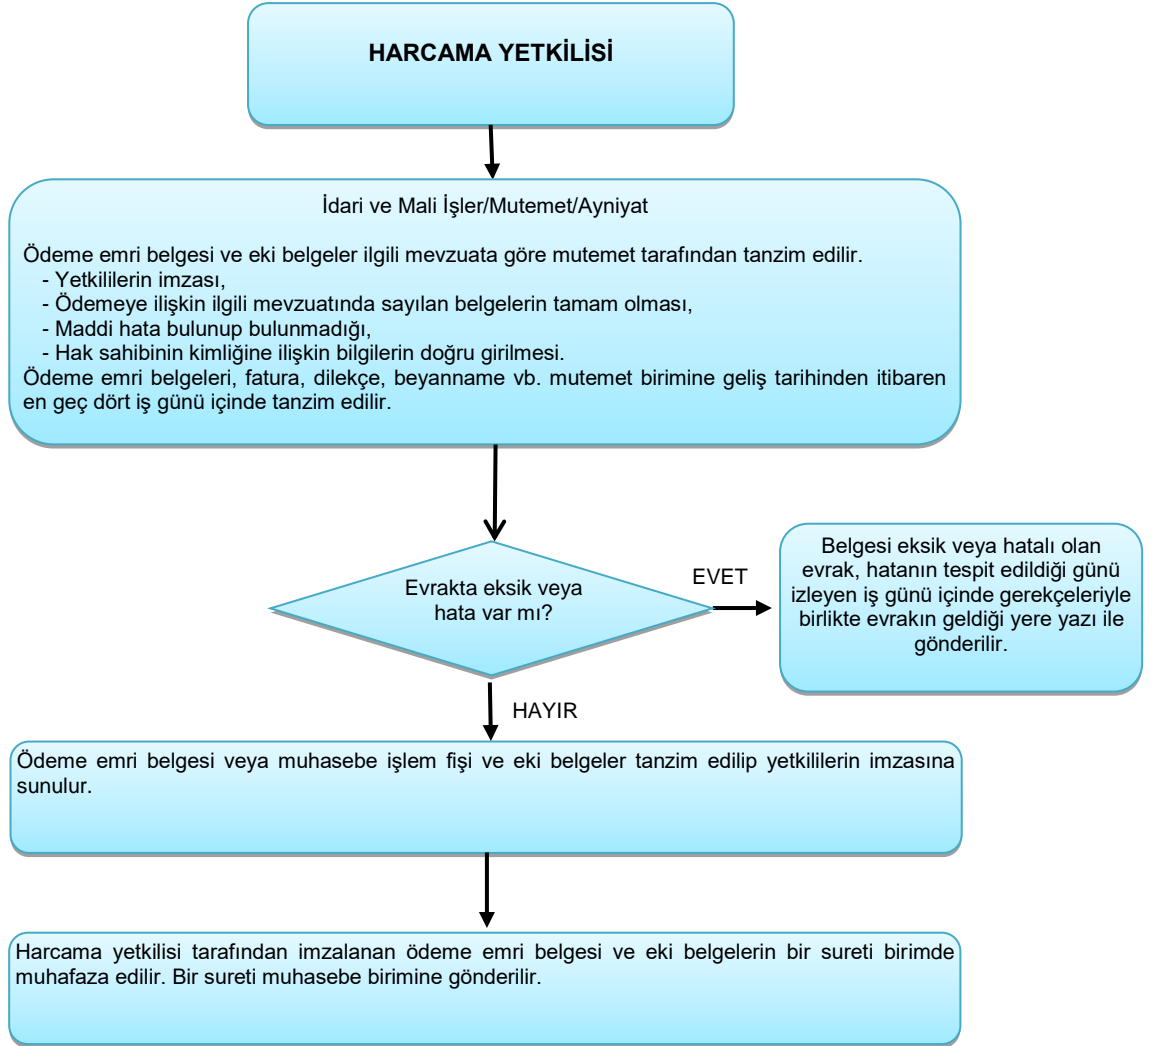 HARCAMA YETKİLİSİ
İdari ve Mali İşler/Mutemet/Ayniyat
Ödeme emri belgesi ve eki belgeler ilgili mevzuata göre mutemet tarafından tanzim edilir.
- Yetkililerin imzası,
- Ödemeye ilişkin ilgili mevzuatında sayılan belgelerin tamam olması,
- Maddi hata bulunup bulunmadığı,
- Hak sahibinin kimliğine ilişkin bilgilerin doğru girilmesi.
Ödeme emri belgeleri, fatura, dilekçe, beyanname vb. mutemet birimine geliş tarihinden itibaren
en geç dört iş günü içinde tanzim edilir.
Evrakta eksik veya
hata var mı?
EVET
Belgesi eksik veya hatalı olan
evrak, hatanın tespit edildiği günü
izleyen iş günü içinde gerekçeleriyle
birlikte evrakın geldiği yere yazı ile
gönderilir.
HAYIR
Ödeme emri belgesi veya muhasebe işlem fişi ve eki belgeler tanzim edilip yetkililerin imzasına
sunulur.
Harcama yetkilisi tarafından imzalanan ödeme emri belgesi ve eki belgelerin bir sureti birimde
muhafaza edilir. Bir sureti muhasebe birimine gönderilir.